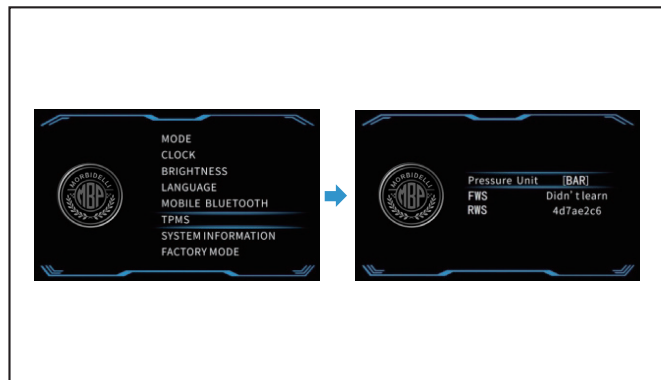 MORBIDELLI
MBP
MODE
CLOCK
BRIGHTNESS
LANGUAGE
MOBILE BLUETOOTH
TPMS
SYSTEM INFORMATION
FACTORY MODE
MORBIDELLI
MBP
Pressure Unit [BAR]
FWS Didn't learn
RWS 4d7ae2c6